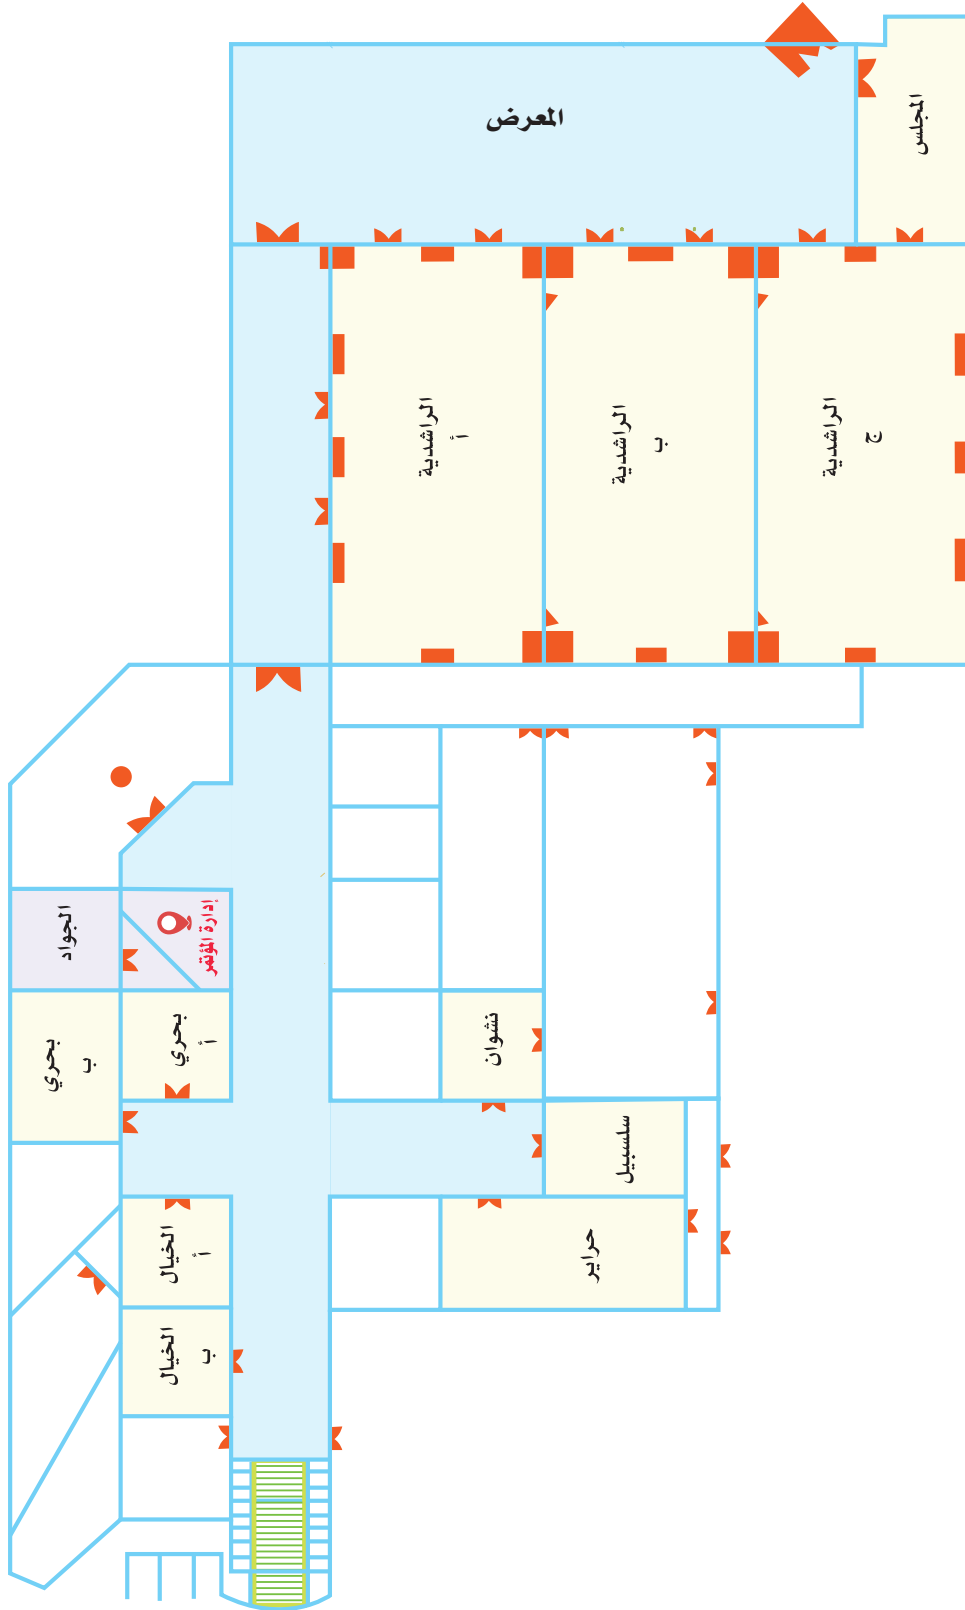 المعرض
المجلس
الراشدية
أ
الراشدية
ب
الراشدية
ج
الجواد
إدارة المؤتمر
بحري
أ
بحري
ب
نشوان
سلسبيل
حراير
الخيال
أ
الخيال
ب